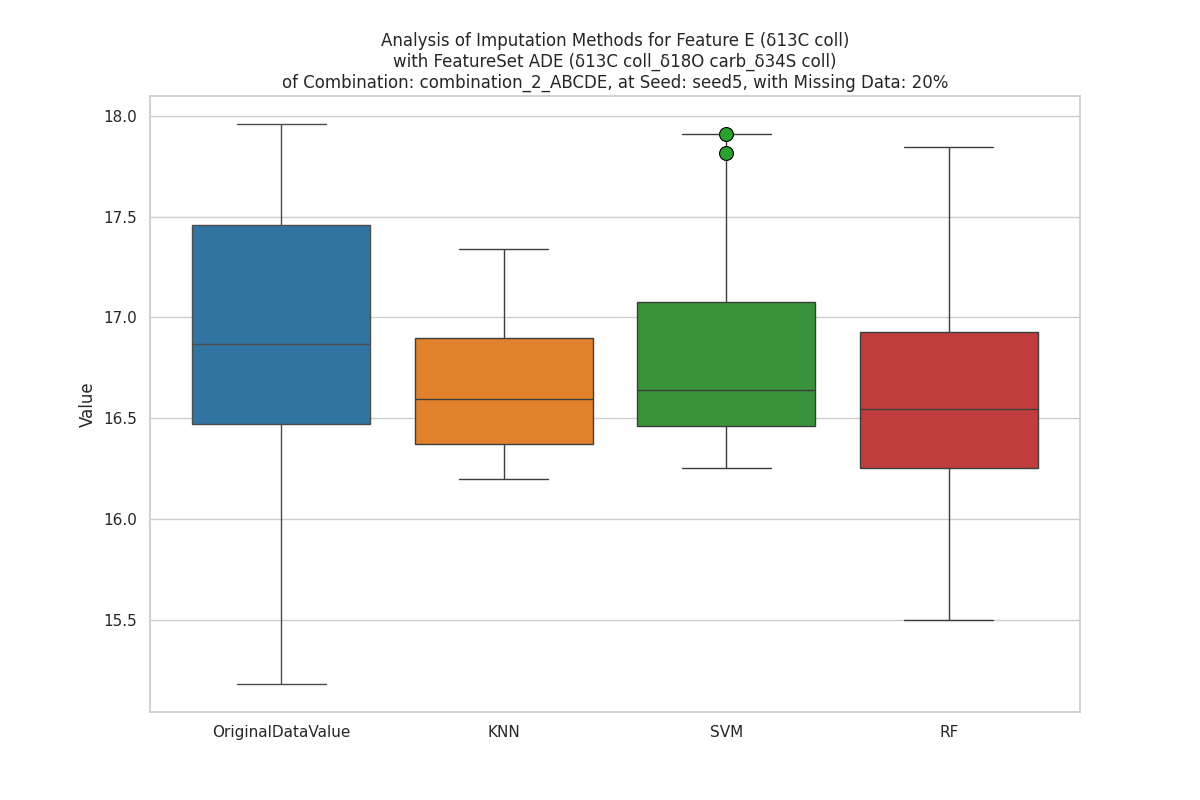 Analysis of Imputation Methods for Feature E (δ13C coll)
with FeatureSet ADE (δ13C coll_δ18O carb_δ34S coll)
of Combination: combination_2_ABCDE, at Seed: seed5, with Missing Data: 20%
18.0
17.5
17.0
16.5
16.0
15.5
Value
OriginalDataValue
KNN
SVM
RF